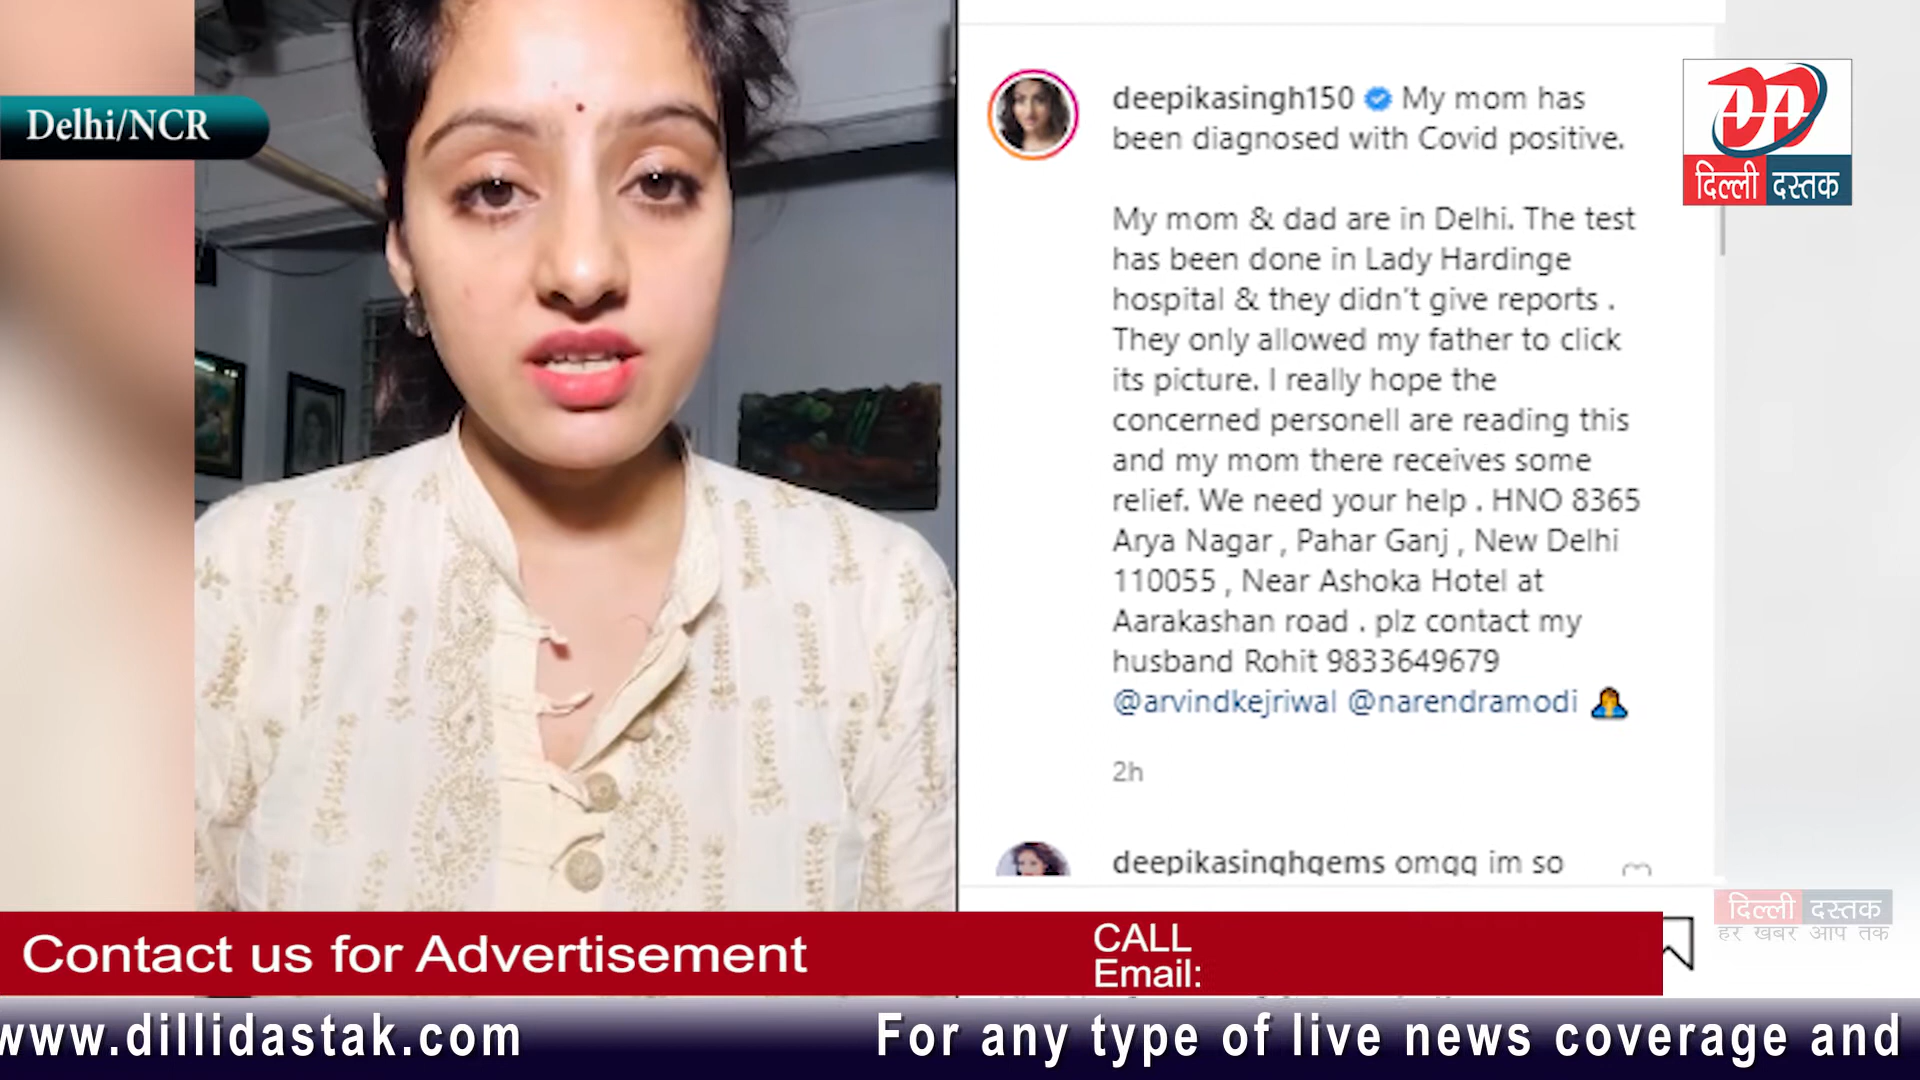 Delhi/NCR
deepikasingh150 My mom has
been diagnosed with Covid positive.
My mom & dad are in Delhi. The test
has been done in Lady Hardinge
hospital & they didn't give reports .
They only allowed my father to click
its picture. I really hope the
concerned personell are reading this
and my mom there receives some
relief. We need your help . HNO 8365
Arya Nagar , Pahar Ganj , New Delhi
110055 , Near Ashoka Hotel at
Aarakashan road . plz contact my
husband Rohit 9833649679
@arvindkejriwal @narendramodi
2h
deepikasinghgems omgg im so
दिल्ली दस्तक
दिल्ली दस्तक
हर खबर आप तक
Contact us for Advertisement
CALL
Email:
www.dillidastak.com For any type of live news coverage and